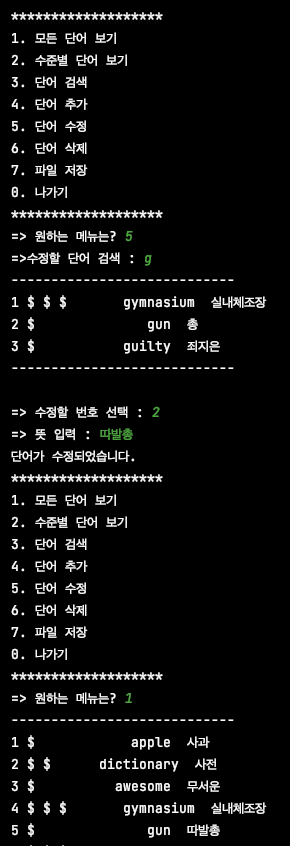 *******************
1. 모든 단어 보기
2. 수준별 단어 보기
3. 단어 검색
4. 단어 추가
5. 단어 수정
6. 단어 삭제
7. 파일 저장
0. 나가기
*******************
=> 원하는 메뉴는? 5
=>수정할 단어 검색 : g
----------------------------
1 $ $ $ gymnasium 실내체조장
2 $ gun 총
3 $ guilty 죄지은
----------------------------
=> 수정할 번호 선택 : 2
=> 뜻 입력 : 따발총
단어가 수정되었습니다.
*******************
1. 모든 단어 보기
2. 수준별 단어 보기
3. 단어 검색
4. 단어 추가
5. 단어 수정
6. 단어 삭제
7. 파일 저장
0. 나가기
*******************
=> 원하는 메뉴는? 1
----------------------------
1 $ apple 사과
2 $ $ dictionary 사전
3 $ awesome 무서운
4 $ $ $ gymnasium 실내체조장
5 $ gun 따발총